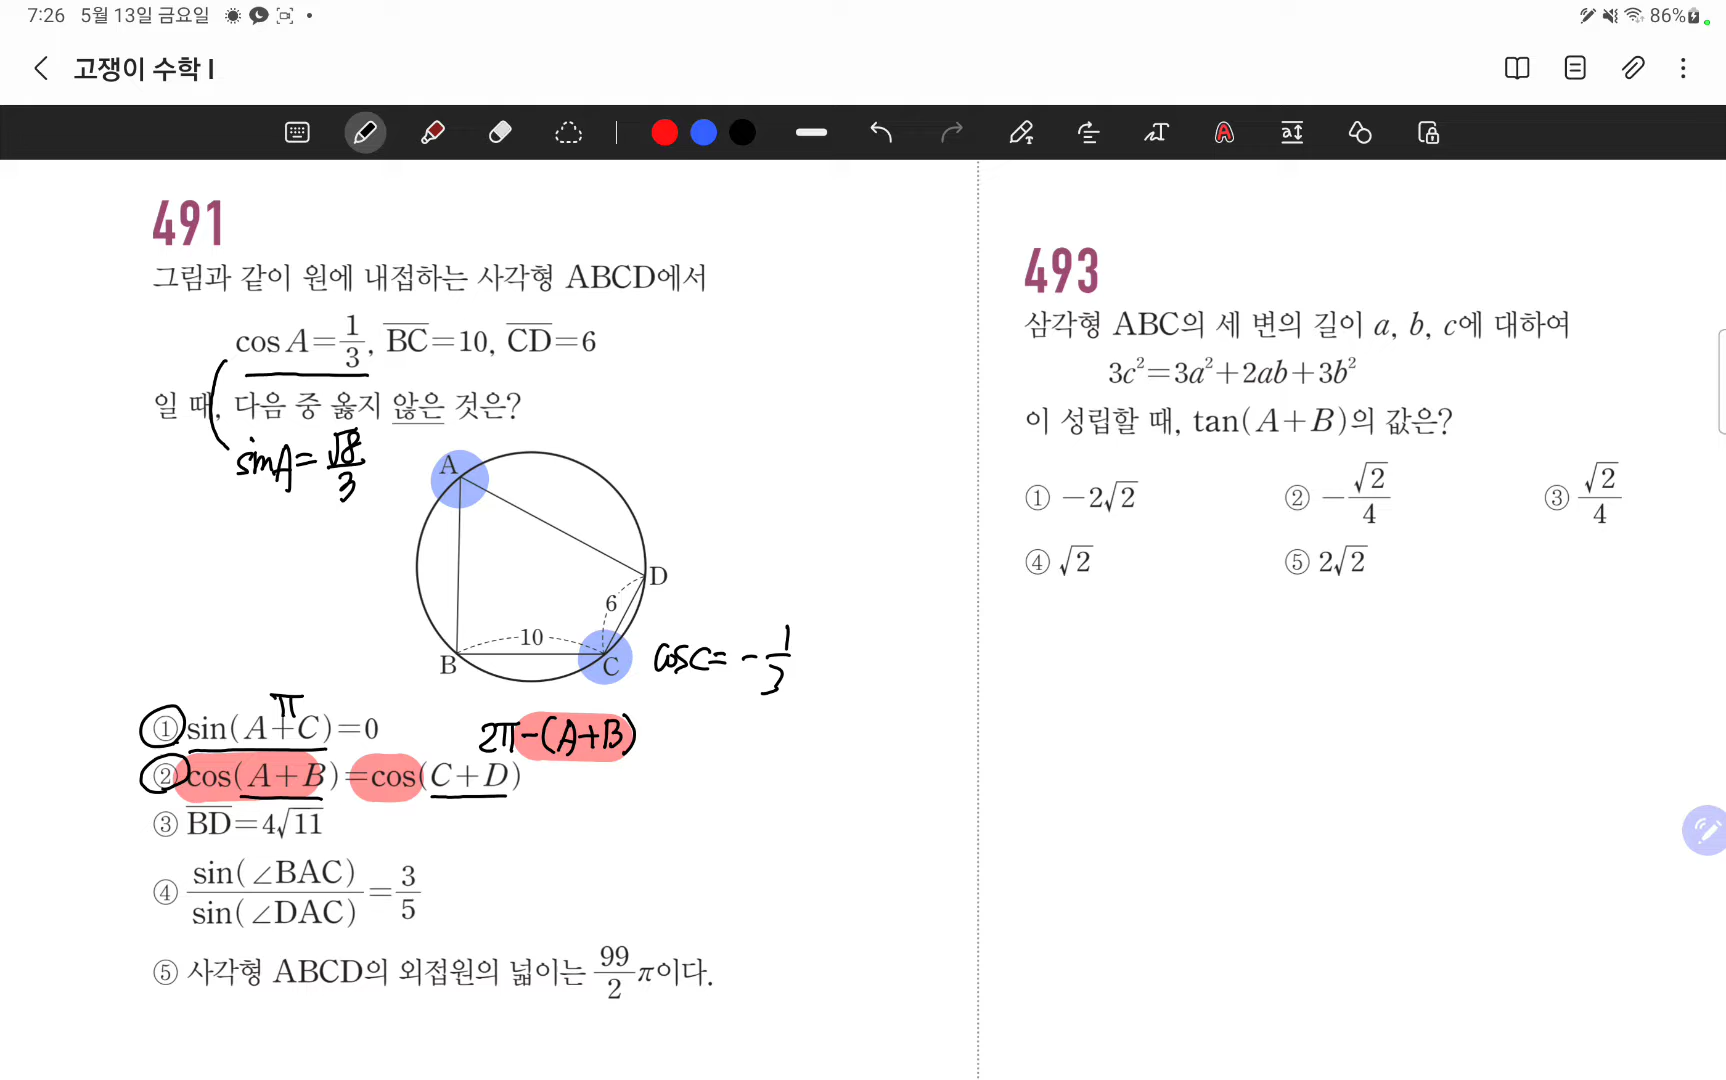 7:26 5월 13일 금요일
86%
고쟁이 수학 I
491
그림과 같이 원에 내접하는 사각형 ABCD에서
cos A=1/3, BC=10, CD=6
일 때, 다음 중 옳지 않은 것은?
sinA=√8/3
A
D
6
10
B
C
cosC=-1/3
π
① sin(A+C)=0
2π-(A+B)
② cos(A+B)=cos(C+D)
③ BD=4√11
④ sin(∠BAC)/sin(∠DAC)=3/5
⑤ 사각형 ABCD의 외접원의 넓이는 99/2 π이다.
493
삼각형 ABC의 세 변의 길이 a, b, c에 대하여
3c²=3a²+2ab+3b²
이 성립할 때, tan(A+B)의 값은?
① -2√2 ② -√2/4 ③ √2/4
④ √2 ⑤ 2√2